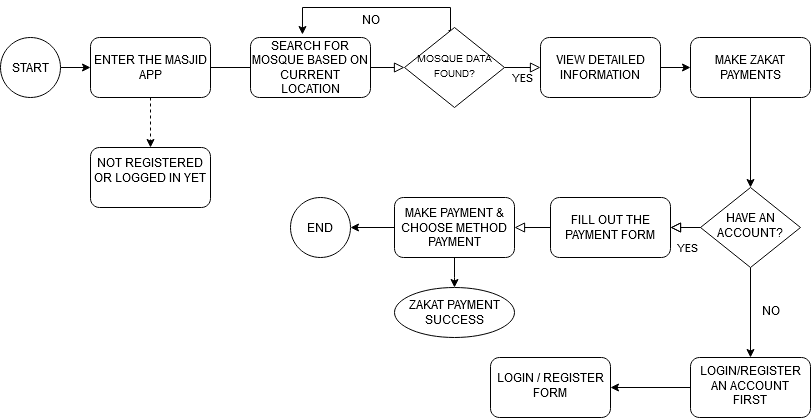 NO
START
ENTER THE MASJID
APP
SEARCH FOR
MOSQUE BASED ON
CURRENT
LOCATION
MOSQUE DATA
FOUND?
YES
VIEW DETAILED
INFORMATION
MAKE ZAKAT
PAYMENTS
NOT REGISTERED
OR LOGGED IN YET
END
MAKE PAYMENT &
CHOOSE METHOD
PAYMENT
FILL OUT THE
PAYMENT FORM
YES
HAVE AN
ACCOUNT?
ZAKAT PAYMENT
SUCCESS
NO
LOGIN / REGISTER
FORM
LOGIN/REGISTER
AN ACCOUNT
FIRST